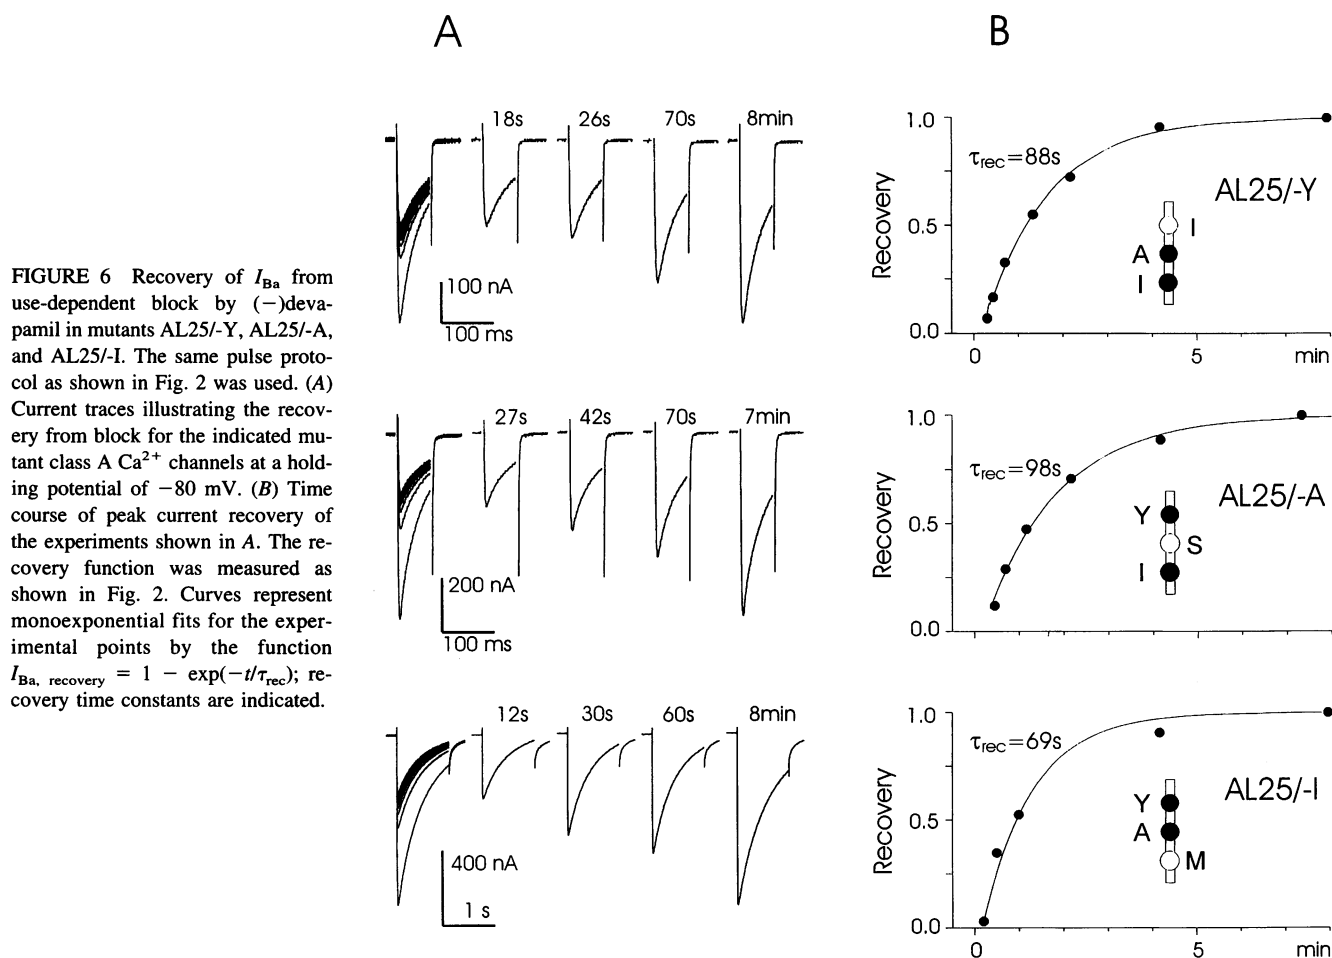 A
B
FIGURE 6 Recovery of I_Ba from
use-dependent block by (−)deva-
pamil in mutants AL25/-Y, AL25/-A,
and AL25/-I. The same pulse proto-
col as shown in Fig. 2 was used. (A)
Current traces illustrating the recov-
ery from block for the indicated mu-
tant class A Ca²⁺ channels at a hold-
ing potential of −80 mV. (B) Time
course of peak current recovery of
the experiments shown in A. The re-
covery function was measured as
shown in Fig. 2. Curves represent
monoexponential fits for the exper-
imental points by the function
I_Ba, recovery = 1 − exp(−t/τ_rec); re-
covery time constants are indicated.
18s 26s 70s 8min
100 nA
100 ms
1.0
τrec=88s
AL25/-Y
Recovery
0.5
I
A
I
0.0
0 5 min
27s 42s 70s 7min
200 nA
100 ms
1.0
τrec=98s
AL25/-A
Recovery
Y
0.5
S
I
0.0
12s 30s 60s 8min
400 nA
1 s
1.0
τrec=69s
AL25/-I
Recovery
Y
0.5
A
M
0.0
0 5 min